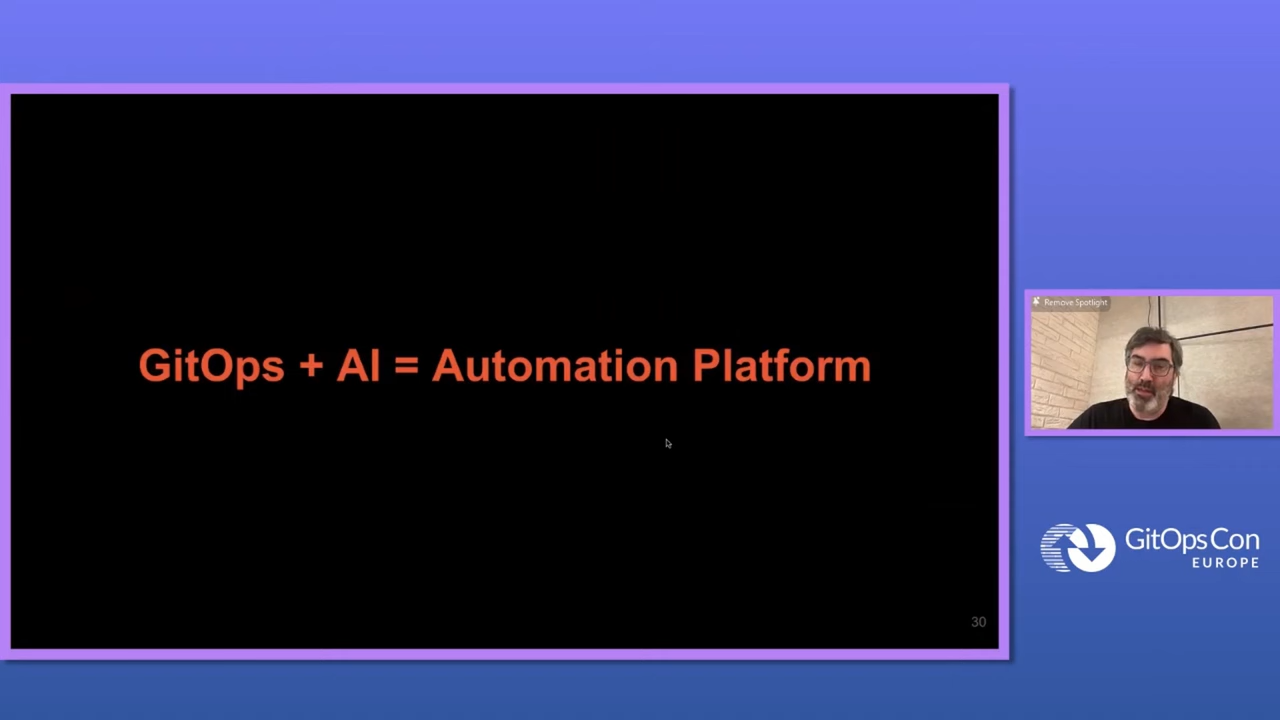 GitOps + AI = Automation Platform
30
Remove Spotlight
GitOpsCon
EUROPE